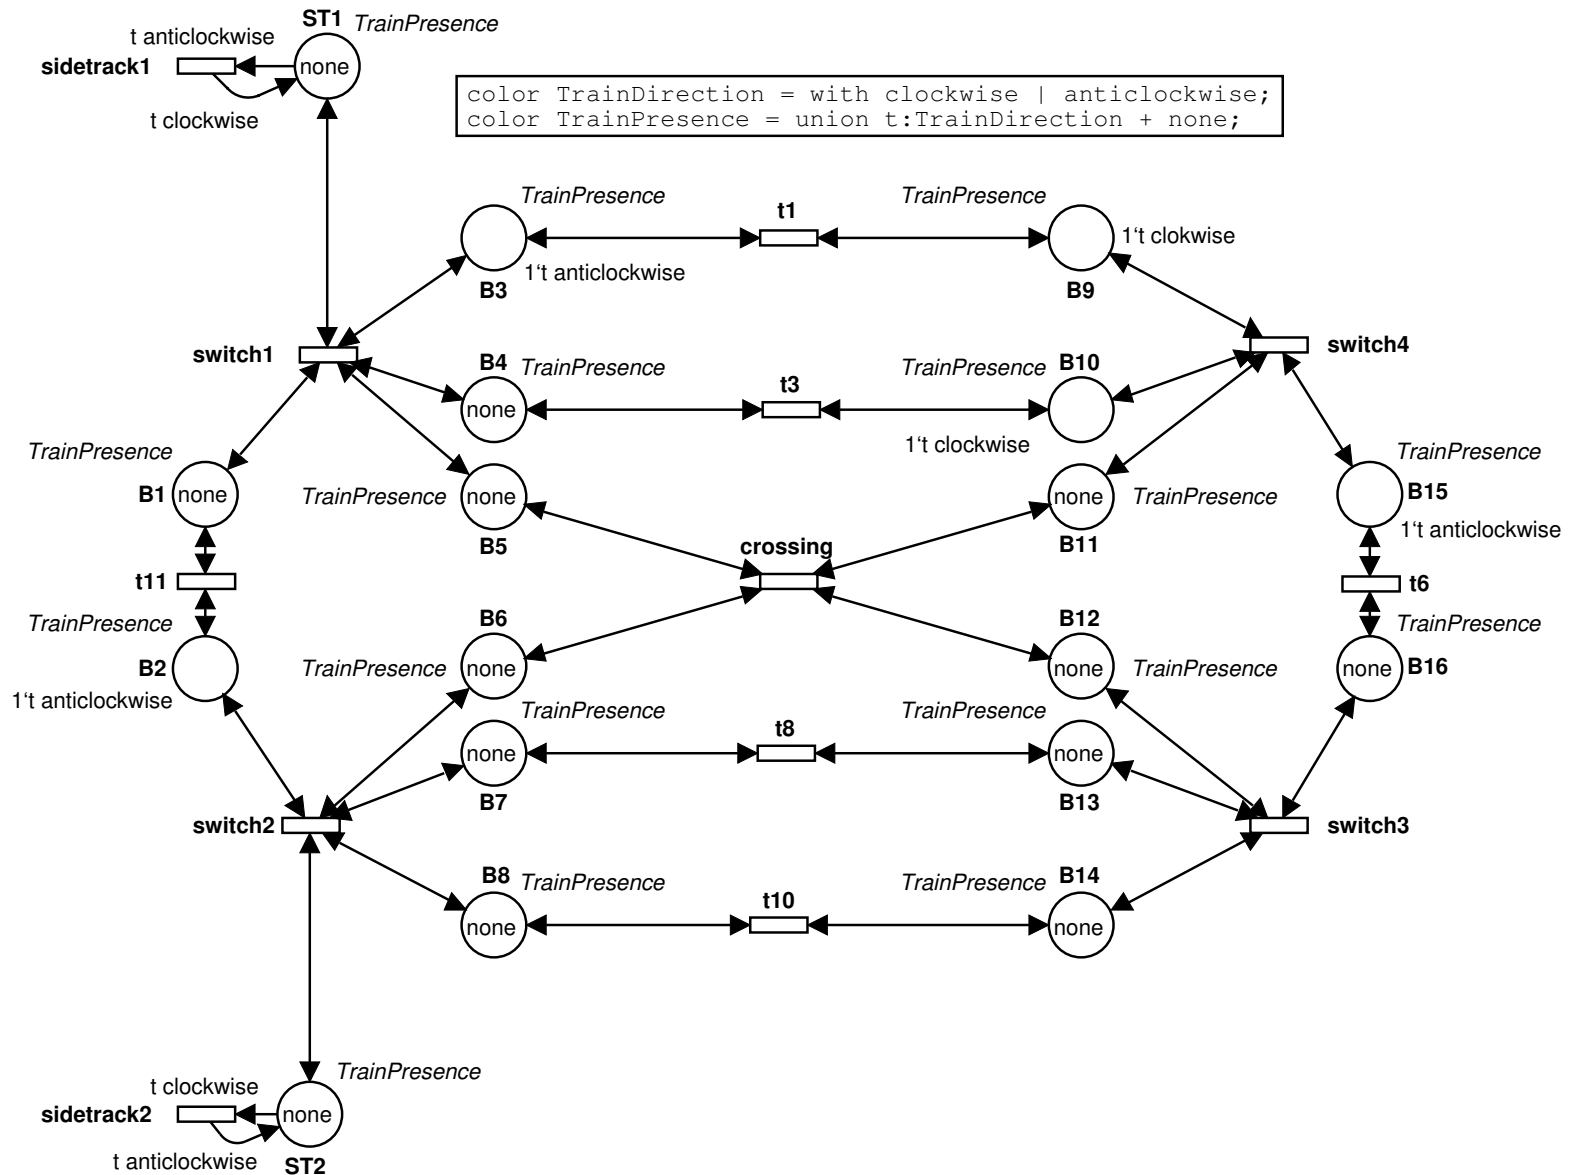 ST1 TrainPresence
t anticlockwise
sidetrack1 none
t clockwise
color TrainDirection = with clockwise | anticlockwise;
color TrainPresence = union t:TrainDirection + none;
TrainPresence t1 TrainPresence
1't clokwise
1't anticlockwise
B3 B9
switch1 switch4
B4 TrainPresence TrainPresence B10
t3
none
1't clockwise
TrainPresence TrainPresence
B1 none TrainPresence none none TrainPresence B15
B5 crossing B11 1't anticlockwise
t11 t6
TrainPresence B6 B12 TrainPresence
B2 TrainPresence none none TrainPresence none B16
1't anticlockwise TrainPresence TrainPresence
t8
none none
B7 B13
switch2 switch3
B8 TrainPresence TrainPresence B14
t10
none none
TrainPresence
t clockwise
sidetrack2 none
t anticlockwise ST2